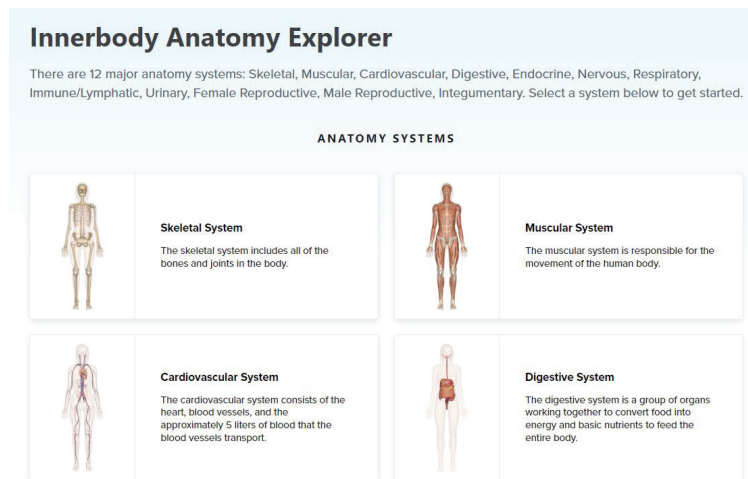 Innerbody Anatomy Explorer
There are 12 major anatomy systems: Skeletal, Muscular, Cardiovascular, Digestive, Endocrine, Nervous, Respiratory,
Immune/Lymphatic, Urinary, Female Reproductive, Male Reproductive, Integumentary. Select a system below to get started.
ANATOMY SYSTEMS
Skeletal System
The skeletal system includes all of the
bones and joints in the body.
Muscular System
The muscular system is responsible for the
movement of the human body.
Cardiovascular System
The cardiovascular system consists of the
heart, blood vessels, and the
approximately 5 liters of blood that the
blood vessels transport.
Digestive System
The digestive system is a group of organs
working together to convert food into
energy and basic nutrients to feed the
entire body.